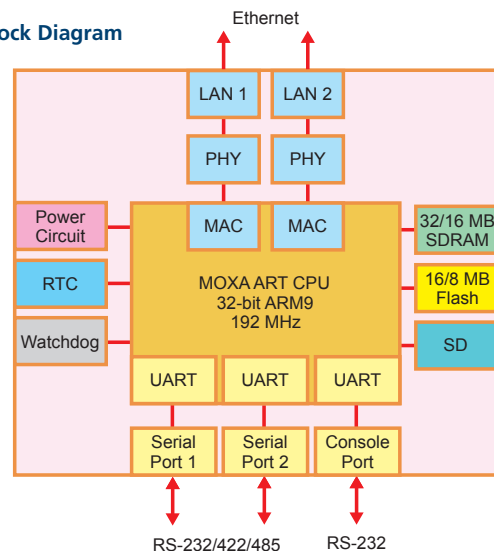 Ethernet
ock Diagram
LAN 1
LAN 2
PHY
PHY
MAC
MAC
Power
Circuit
RTC
Watchdog
MOXA ART CPU
32-bit ARM9
192 MHz
32/16 MB
SDRAM
16/8 MB
Flash
SD
UART
UART
UART
Serial
Port 1
Serial
Port 2
Console
Port
RS-232/422/485
RS-232